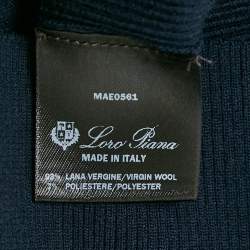 MAE0561
Loro Piana
MADE IN ITALY
93% LANA VERGINE/VIRGIN WOOL
7% POLIESTERE/POLYESTER